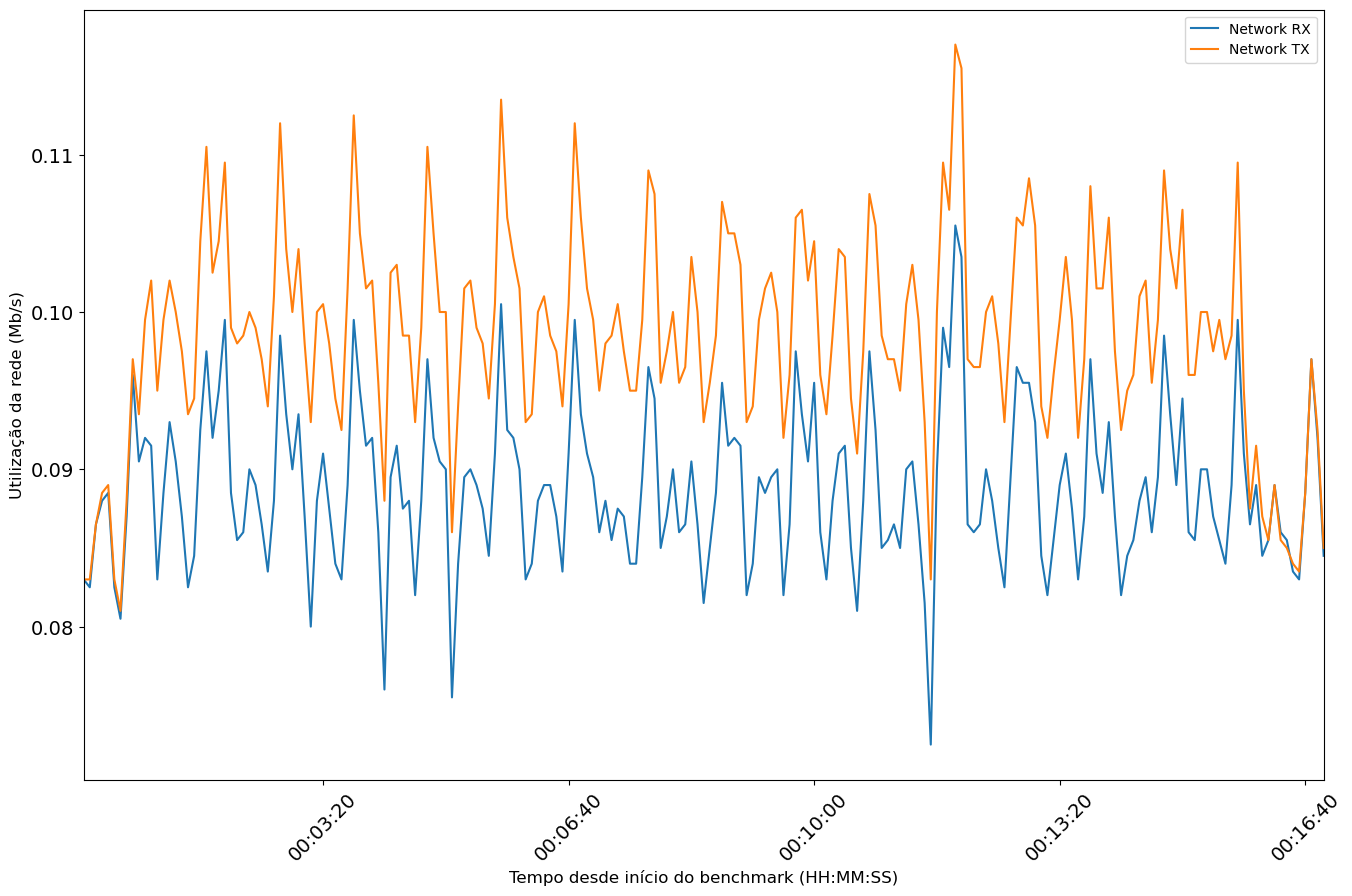 Network RX
Network TX
Utilização da rede (Mb/s)
0.11
0.10
0.09
0.08
00:03:20
00:06:40
00:10:00
00:13:20
00:16:40
Tempo desde início do benchmark (HH:MM:SS)